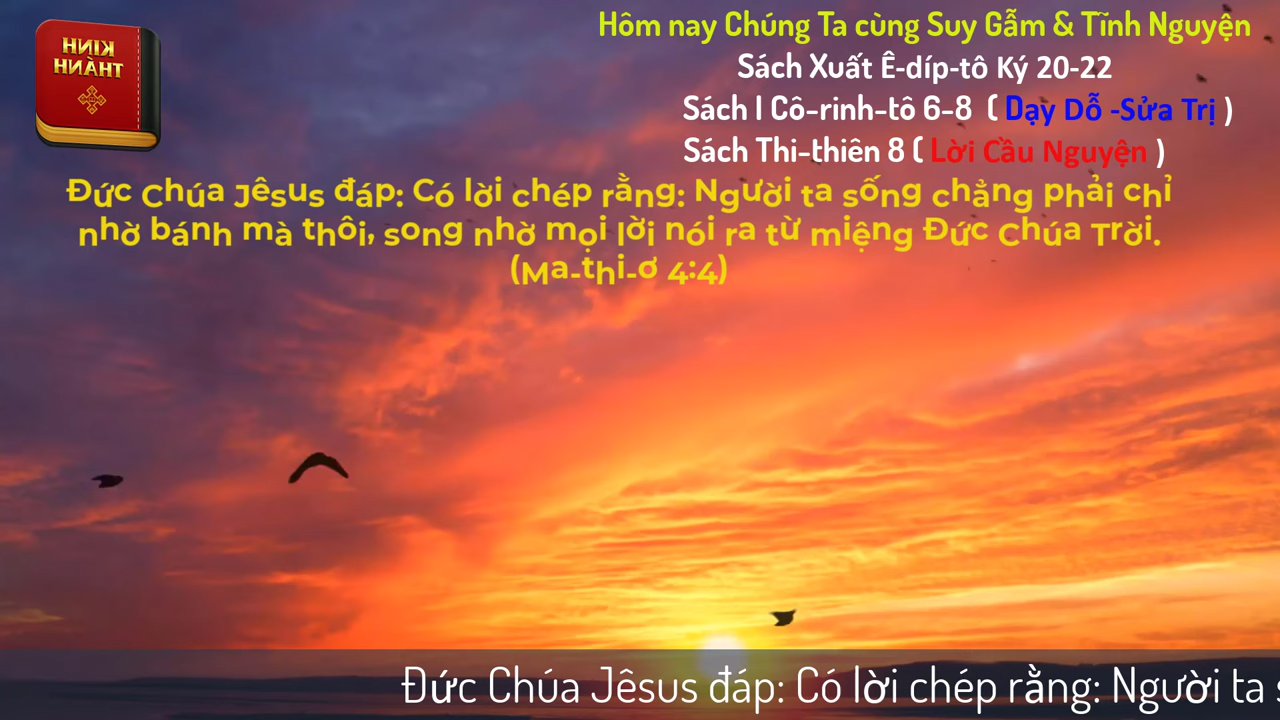 KINH
THÀNH
Hôm nay Chúng Ta cùng Suy Gẫm & Tĩnh Nguyện
Sách Xuất Ê-díp-tô Ký 20-22
Sách I Cô-rinh-tô 6-8 ( Dạy Dỗ -Sửa Trị )
Sách Thi-thiên 8 ( Lời Cầu Nguyện )
Đức Chúa Jêsus đáp: Có lời chép rằng: Người ta sống chẳng phải chỉ
nhờ bánh mà thôi, song nhờ mọi lời nói ra từ miệng Đức Chúa Trời.
(Ma-thi-ơ 4:4)
Đức Chúa Jêsus đáp: Có lời chép rằng: Người ta